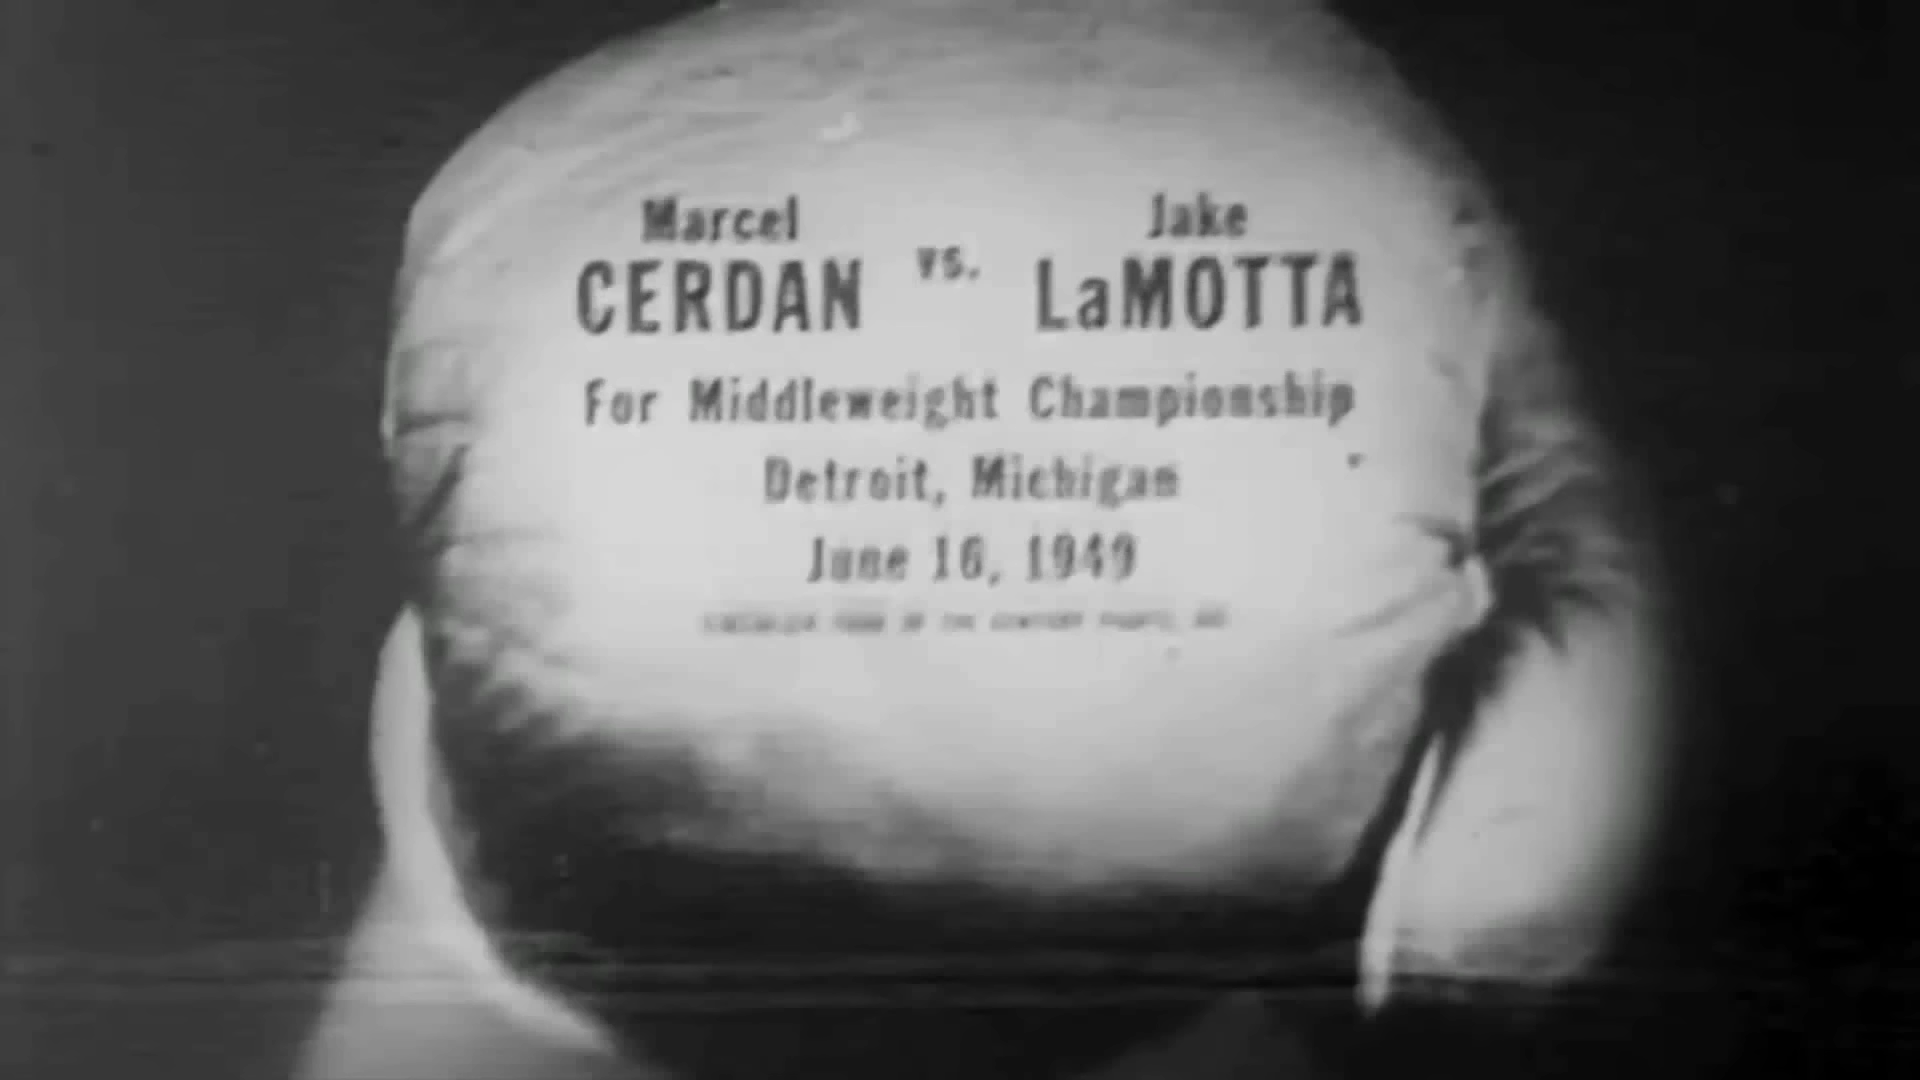 Marcel CERDAN vs. Jake LaMOTTA
For Middleweight Championship
Detroit, Michigan
June 16, 1949